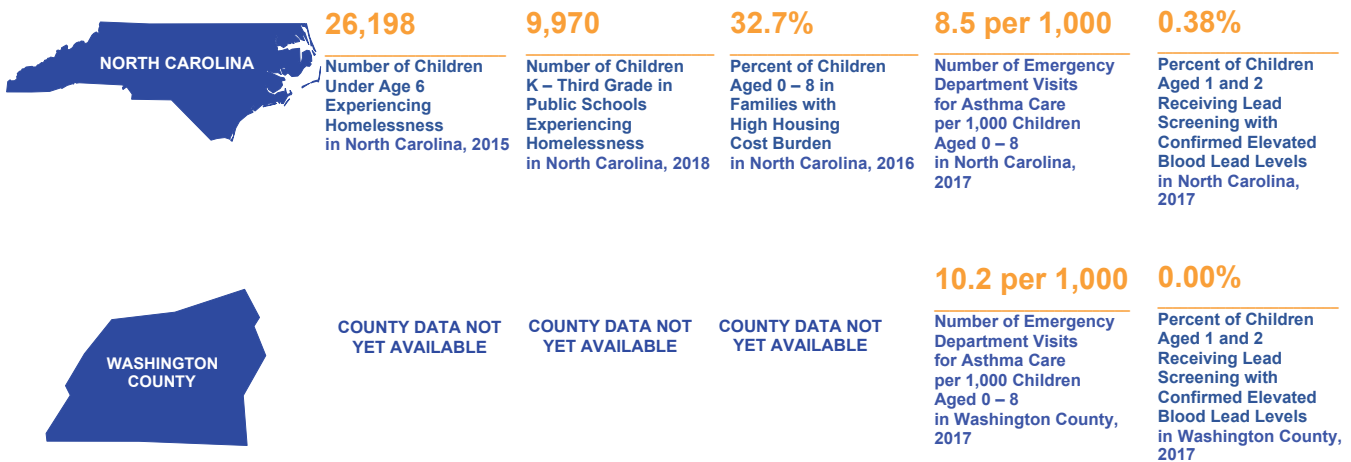 NORTH CAROLINA
26,198
Number of Children
Under Age 6
Experiencing
Homelessness
in North Carolina, 2015
9,970
Number of Children
K – Third Grade in
Public Schools
Experiencing
Homelessness
in North Carolina, 2018
32.7%
Percent of Children
Aged 0 – 8 in
Families with
High Housing
Cost Burden
in North Carolina, 2016
8.5 per 1,000
Number of Emergency
Department Visits
for Asthma Care
per 1,000 Children
Aged 0 – 8
in North Carolina,
2017
0.38%
Percent of Children
Aged 1 and 2
Receiving Lead
Screening with
Confirmed Elevated
Blood Lead Levels
in North Carolina,
2017
WASHINGTON
COUNTY
COUNTY DATA NOT
YET AVAILABLE
COUNTY DATA NOT
YET AVAILABLE
COUNTY DATA NOT
YET AVAILABLE
10.2 per 1,000
Number of Emergency
Department Visits
for Asthma Care
per 1,000 Children
Aged 0 – 8
in Washington County,
2017
0.00%
Percent of Children
Aged 1 and 2
Receiving Lead
Screening with
Confirmed Elevated
Blood Lead Levels
in Washington County,
2017